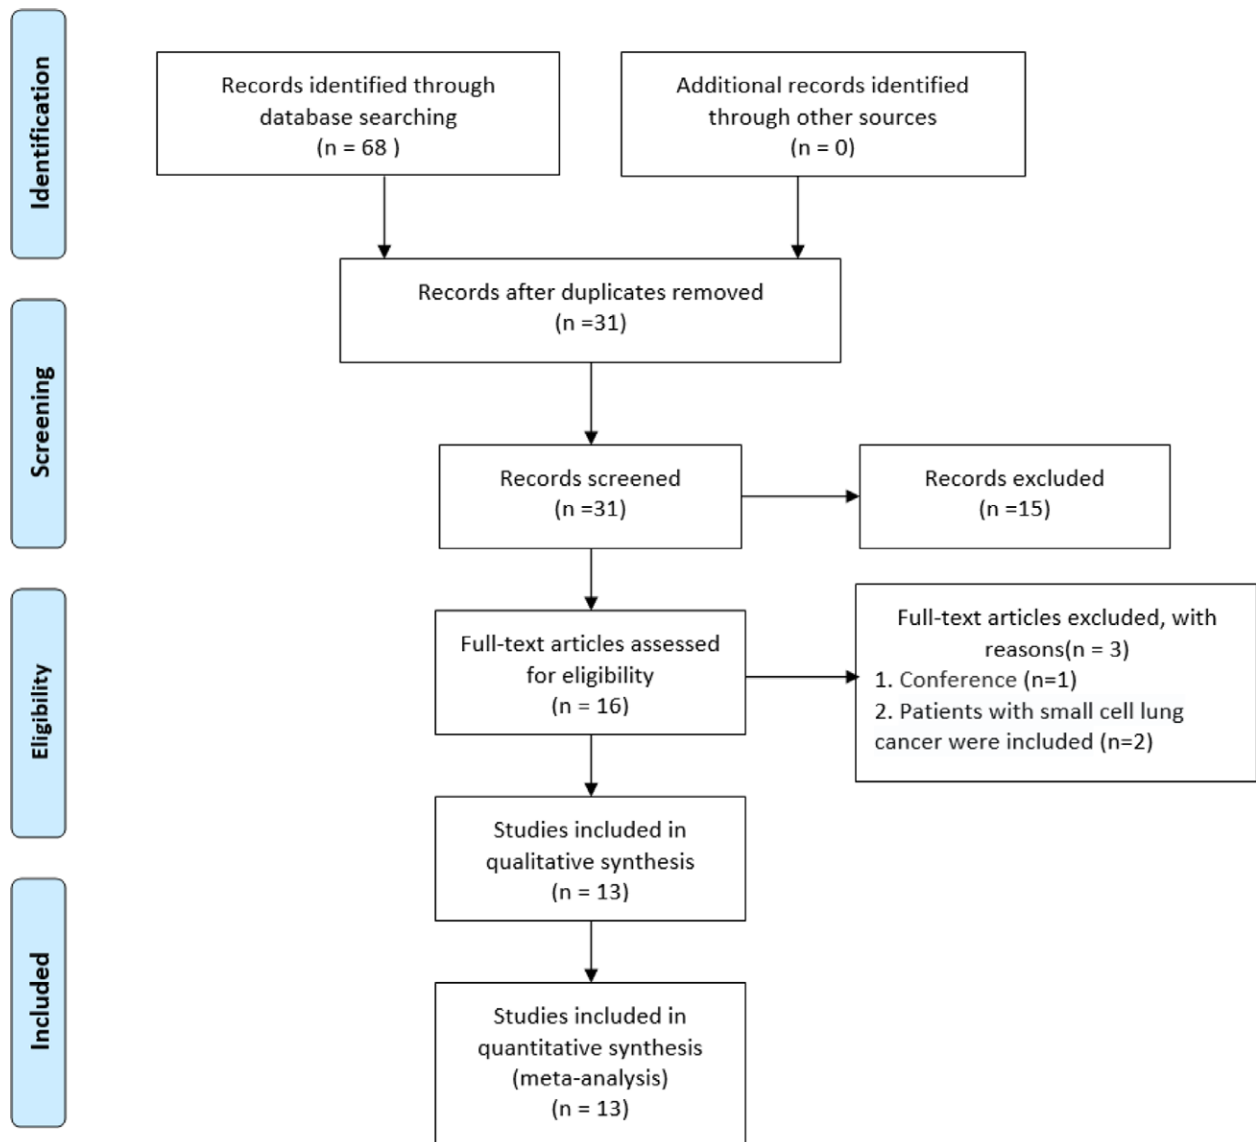 Identification
Records identified through
database searching
(n = 68 )
Additional records identified
through other sources
(n = 0)
Records after duplicates removed
(n =31)
Screening
Records screened
(n =31)
Records excluded
(n =15)
Eligibility
Full-text articles assessed
for eligibility
(n = 16)
Full-text articles excluded, with
reasons(n = 3)
1. Conference (n=1)
2. Patients with small cell lung
cancer were included (n=2)
Studies included in
qualitative synthesis
(n = 13)
Included
Studies included in
quantitative synthesis
(meta-analysis)
(n = 13)